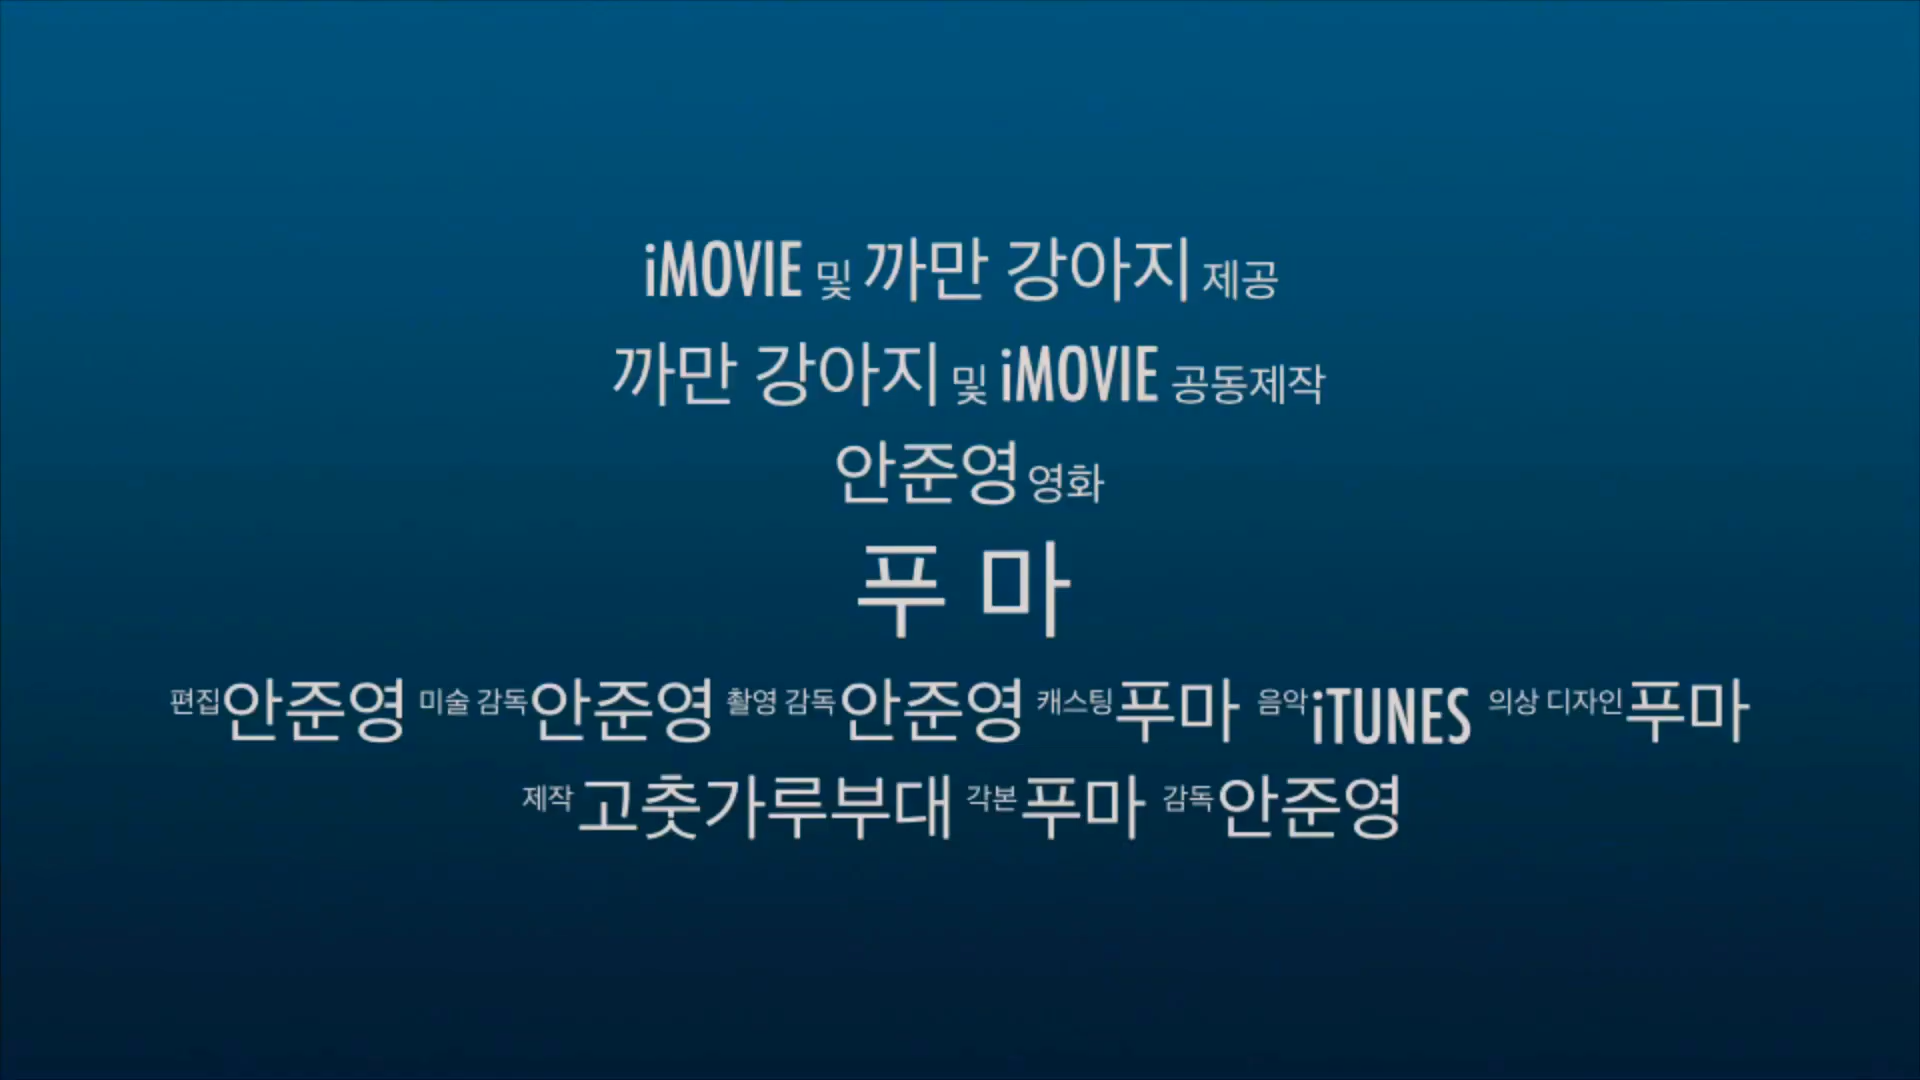 iMOVIE 및 까만 강아지 제공
까만 강아지 및 iMOVIE 공동제작
안준영 영화
푸 마
편집 안준영 미술 감독 안준영 촬영 감독 안준영 캐스팅 푸마 음악 iTUNES 의상 디자인 푸마
제작 고춧가루부대 각본 푸마 감독 안준영